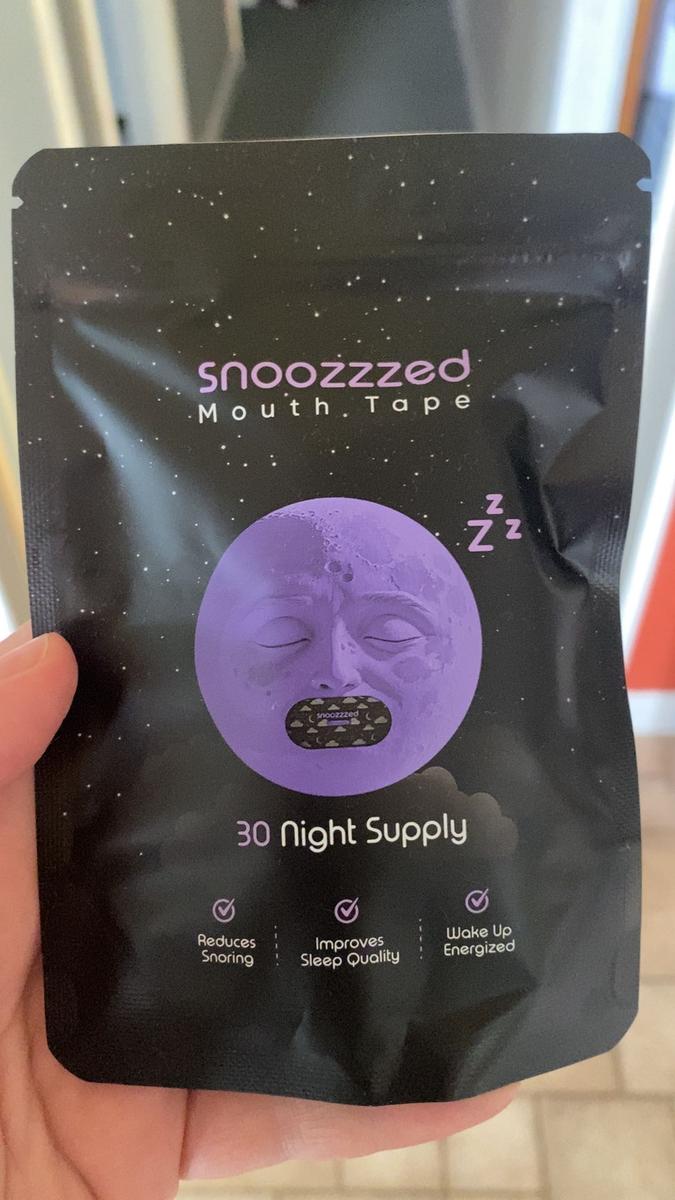 snoozzzed
Mouth Tape
z
Z z
snoozzzed
30 Night Supply
Reduces
Snoring
Improves
Sleep Quality
Wake Up
Energized